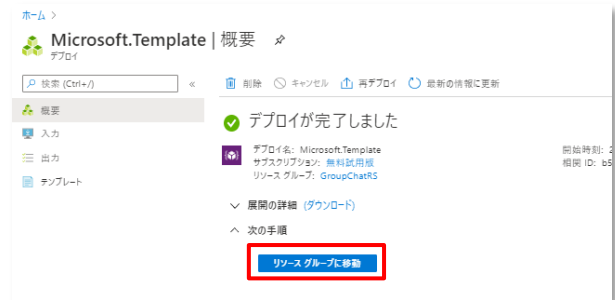 ホーム >
Microsoft.Template | 概要
デプロイ
検索 (Ctrl+/)
«
削除 キャンセル 再デプロイ 最新の情報に更新
概要
入力
出力
テンプレート
デプロイが完了しました
デプロイ名: Microsoft.Template
サブスクリプション: 無料試用版
リソース グループ: GroupChatRS
開始時刻: 2
相関 ID: b5
展開の詳細 (ダウンロード)
次の手順
リソース グループに移動